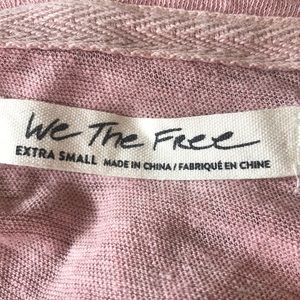 We The Free
EXTRA SMALL MADE IN CHINA / FABRIQUÉ EN CHINE